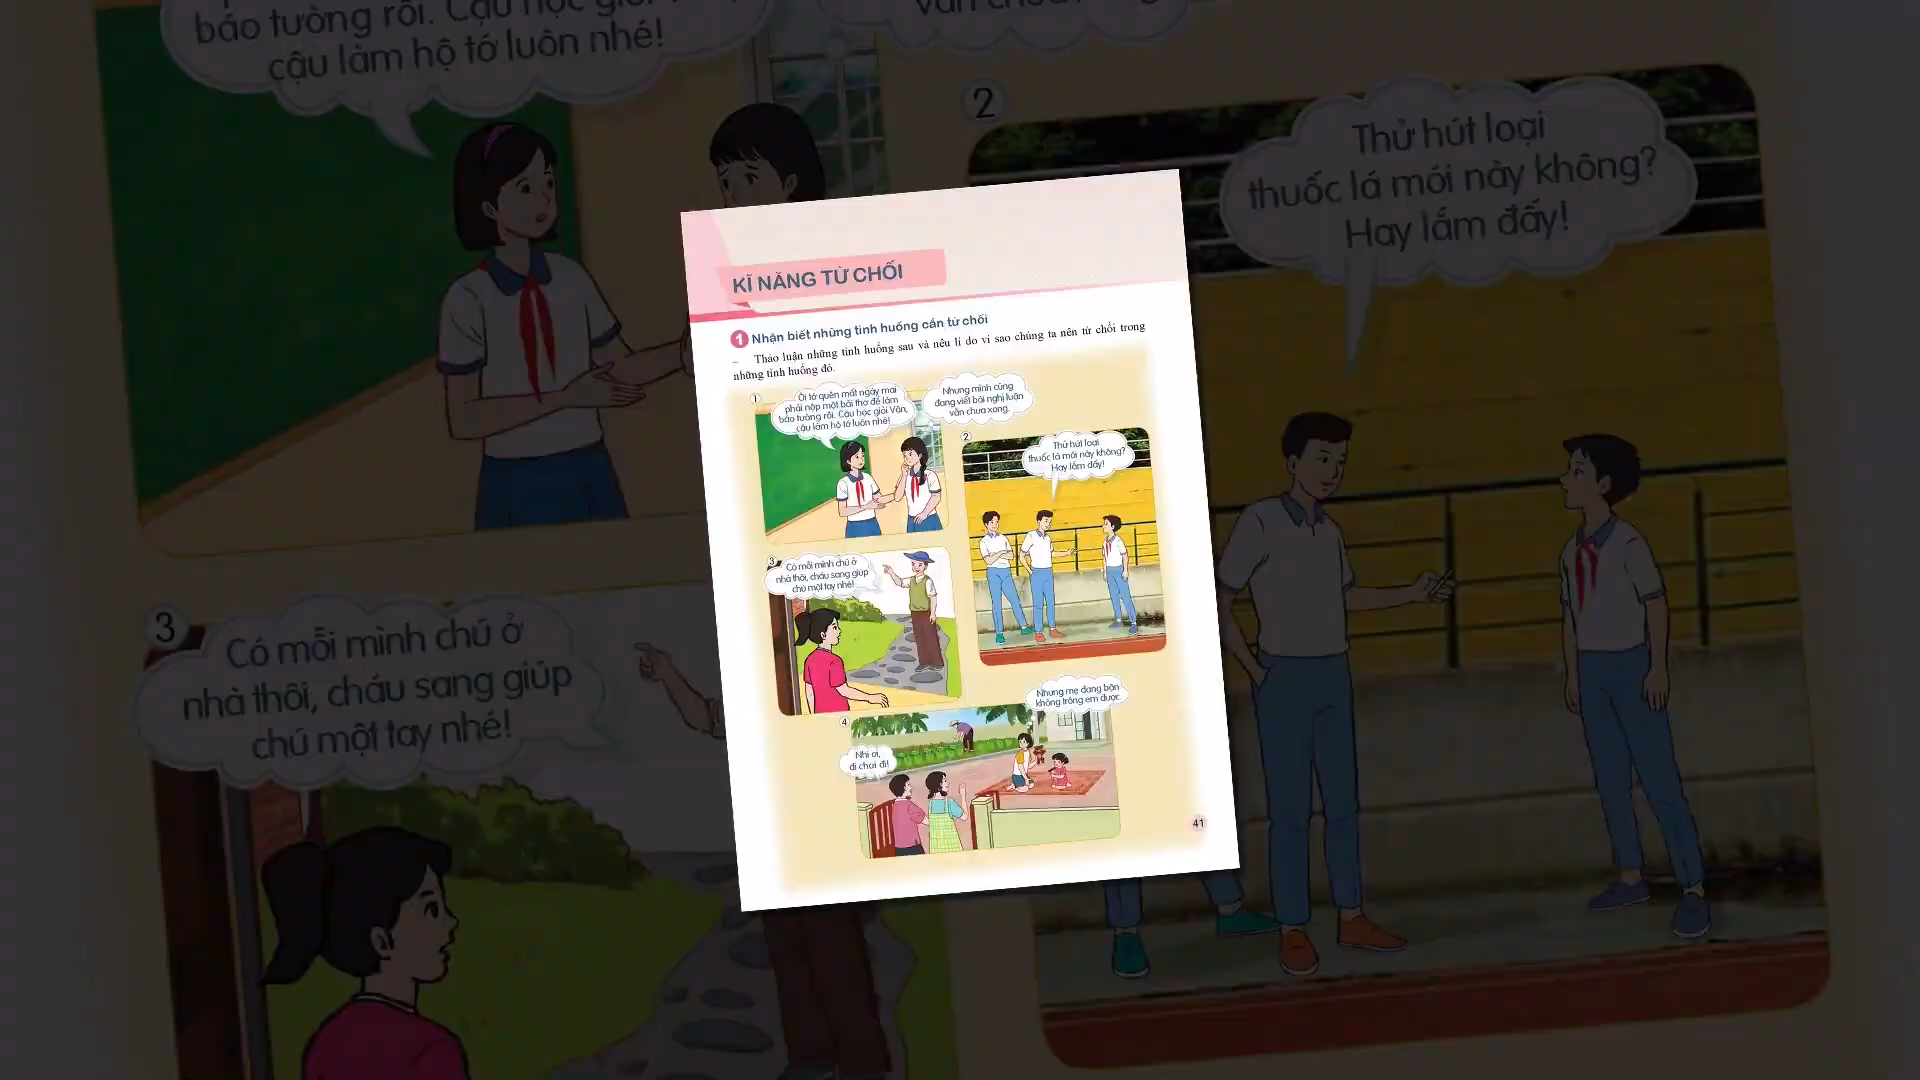 KĨ NĂNG TỪ CHỐI
1 Nhận biết những tình huống cần từ chối
– Thảo luận những tình huống sau và nêu lí do vì sao chúng ta nên từ chối trong
những tình huống đó.
1
Ôi tớ quên mất ngày mai
phải nộp một bài thơ để làm
báo tường rồi. Cậu học giỏi Văn,
cậu làm hộ tớ luôn nhé!
Nhưng mình cũng
đang viết bài nghị luận
văn chưa xong.
2
Thử hút loại
thuốc lá mới này không?
Hay lắm đấy!
3
Có mỗi mình chú ở
nhà thôi, cháu sang giúp
chú một tay nhé!
4
Nhi ơi,
đi chơi đi!
Nhưng mẹ đang bận
không trông em được.
41
báo tường rồi. Cậu học giỏi
cậu làm hộ tớ luôn nhé!
văn chưa
2
Thử hút loại
thuốc lá mới này không?
Hay lắm đấy!
3
Có mỗi mình chú ở
nhà thôi, cháu sang giúp
chú một tay nhé!